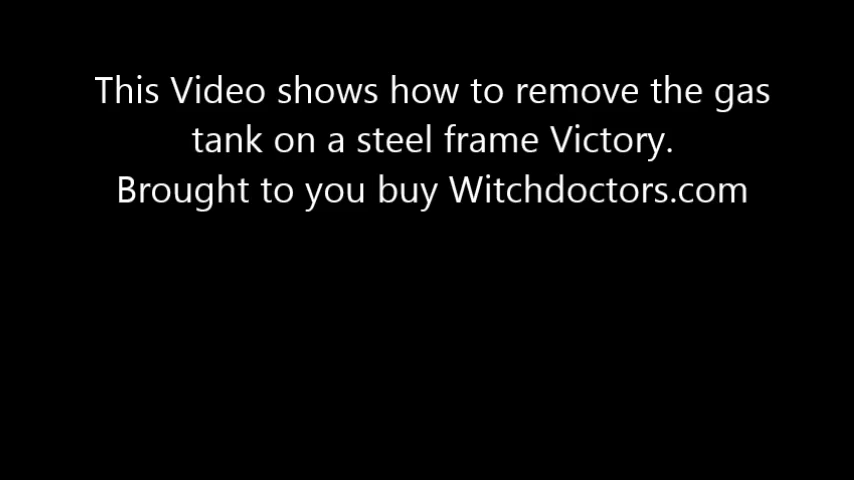 This Video shows how to remove the gas
tank on a steel frame Victory.
Brought to you buy Witchdoctors.com